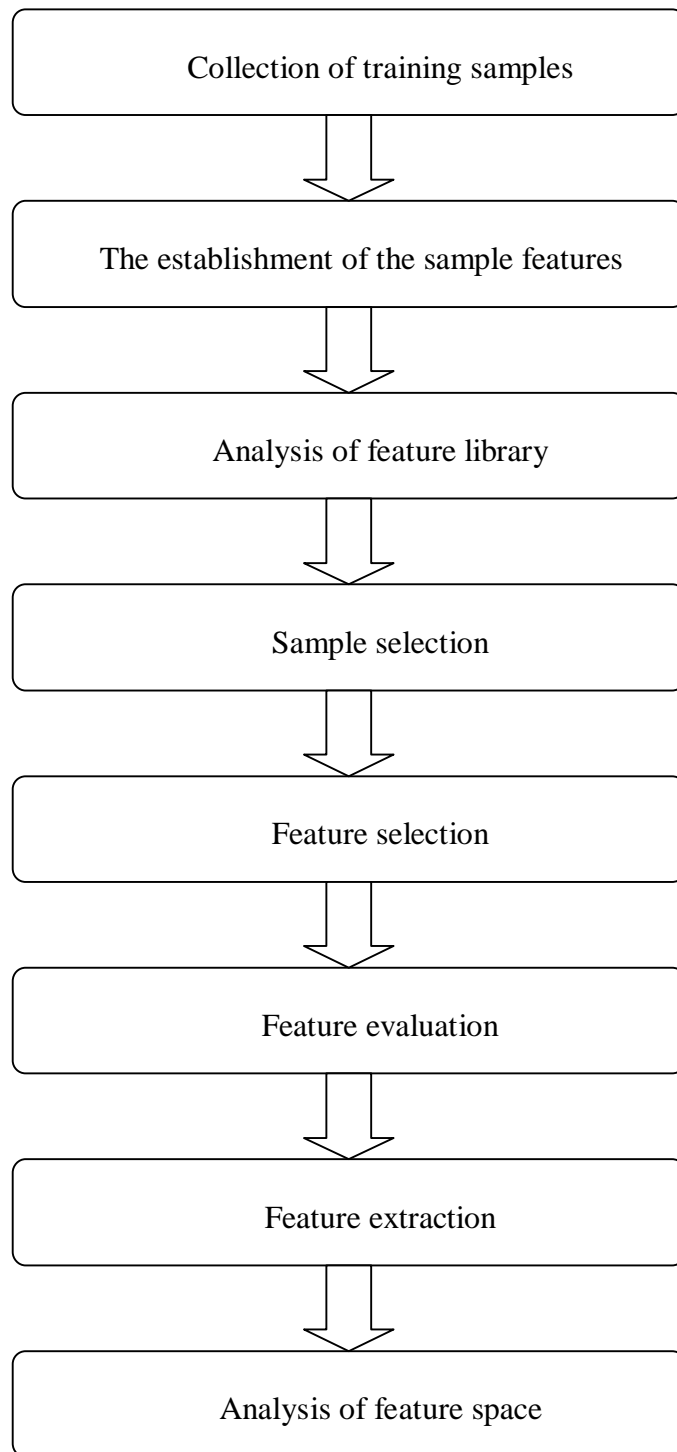 Collection of training samples
The establishment of the sample features
Analysis of feature library
Sample selection
Feature selection
Feature evaluation
Feature extraction
Analysis of feature space